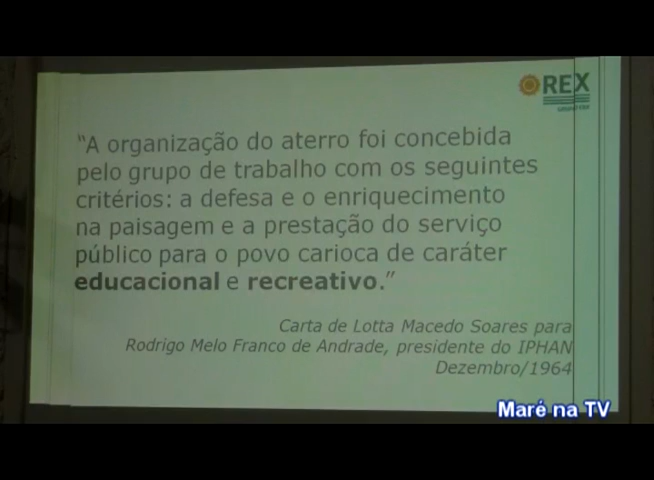 REX
“A organização do aterro foi concebida
pelo grupo de trabalho com os seguintes
critérios: a defesa e o enriquecimento
na paisagem e a prestação do serviço
público para o povo carioca de caráter
educacional e recreativo.”
Carta de Lotta Macedo Soares para
Rodrigo Melo Franco de Andrade, presidente do IPHAN
Dezembro/1964
Maré na TV